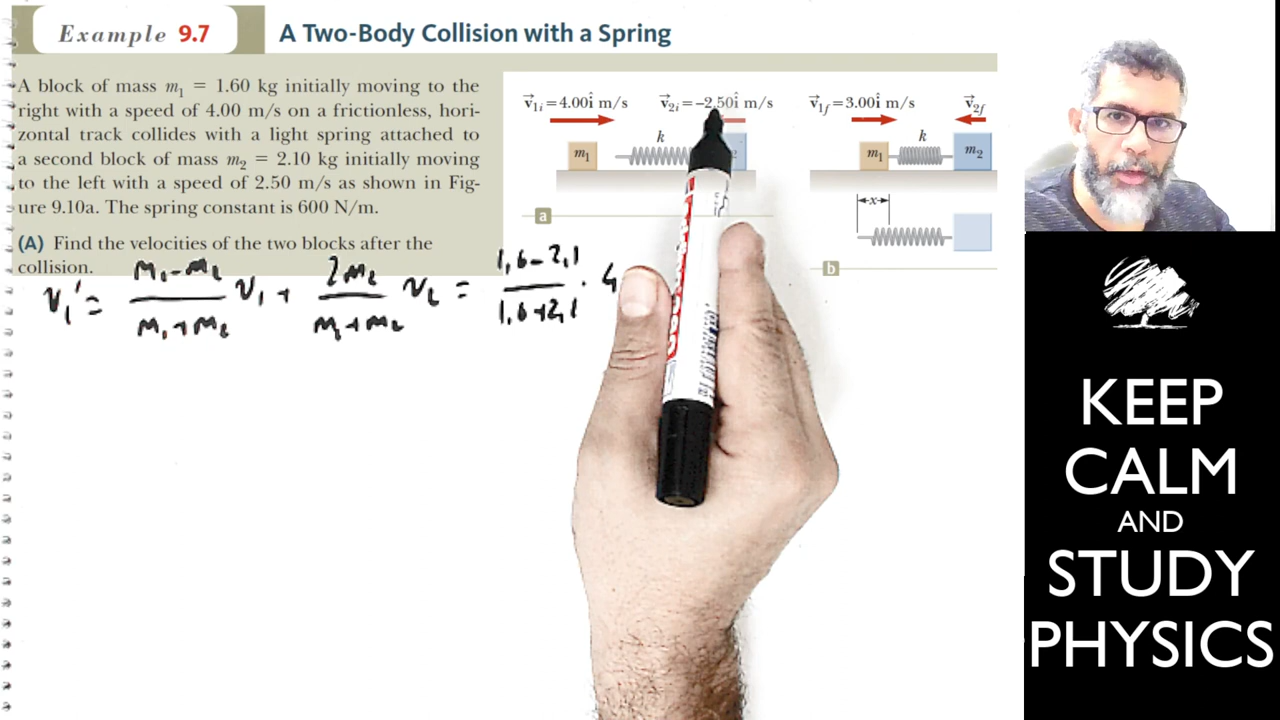 Example 9.7
A Two-Body Collision with a Spring
A block of mass m₁ = 1.60 kg initially moving to the
right with a speed of 4.00 m/s on a frictionless, hori-
zontal track collides with a light spring attached to
a second block of mass m₂ = 2.10 kg initially moving
to the left with a speed of 2.50 m/s as shown in Fig-
ure 9.10a. The spring constant is 600 N/m.
(A) Find the velocities of the two blocks after the
collision.
v⃗₁ᵢ = 4.00î m/s
v⃗₂ᵢ = −2.50î m/s
k
m₁
a
v⃗₁f = 3.00î m/s
v⃗₂f
k
m₁
m₂
x
b
v₁' = (m₁ - m₂)/(m₁ + m₂) v₁ + 2m₂/(m₁ + m₂) v₂ = (1,6 - 2,1)/(1,6 + 2,1) · 4
KEEP
CALM
AND
STUDY
PHYSICS